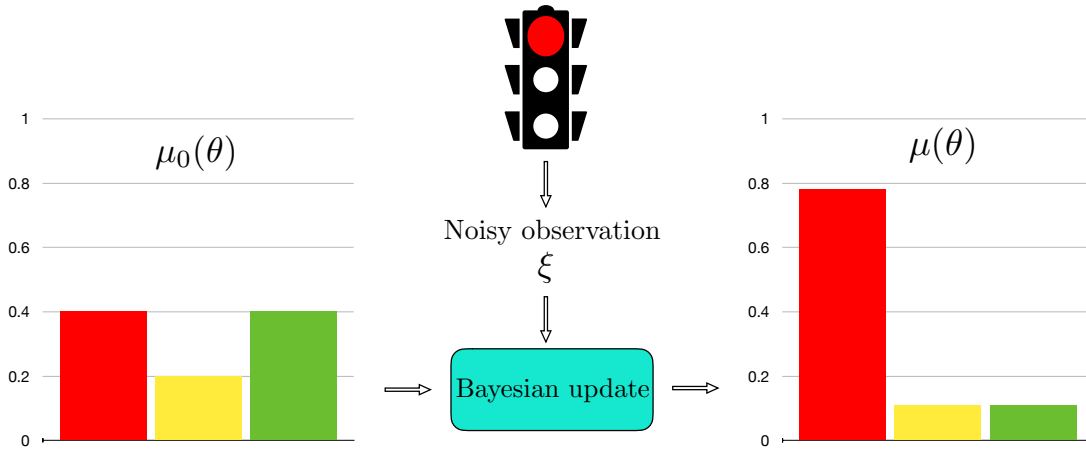 1
0.8
0.6
0.4
0.2
0
μ₀(θ)
Noisy observation
ξ
Bayesian update
1
0.8
0.6
0.4
0.2
0
μ(θ)